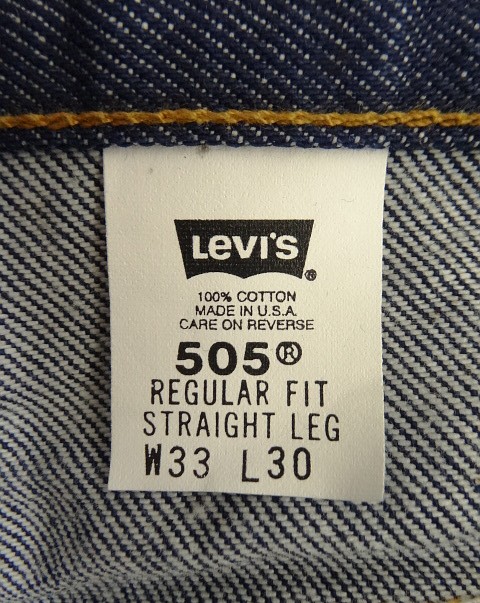 LEVI'S®
100% COTTON
MADE IN U.S.A.
CARE ON REVERSE
505®
REGULAR FIT
STRAIGHT LEG
W33 L30